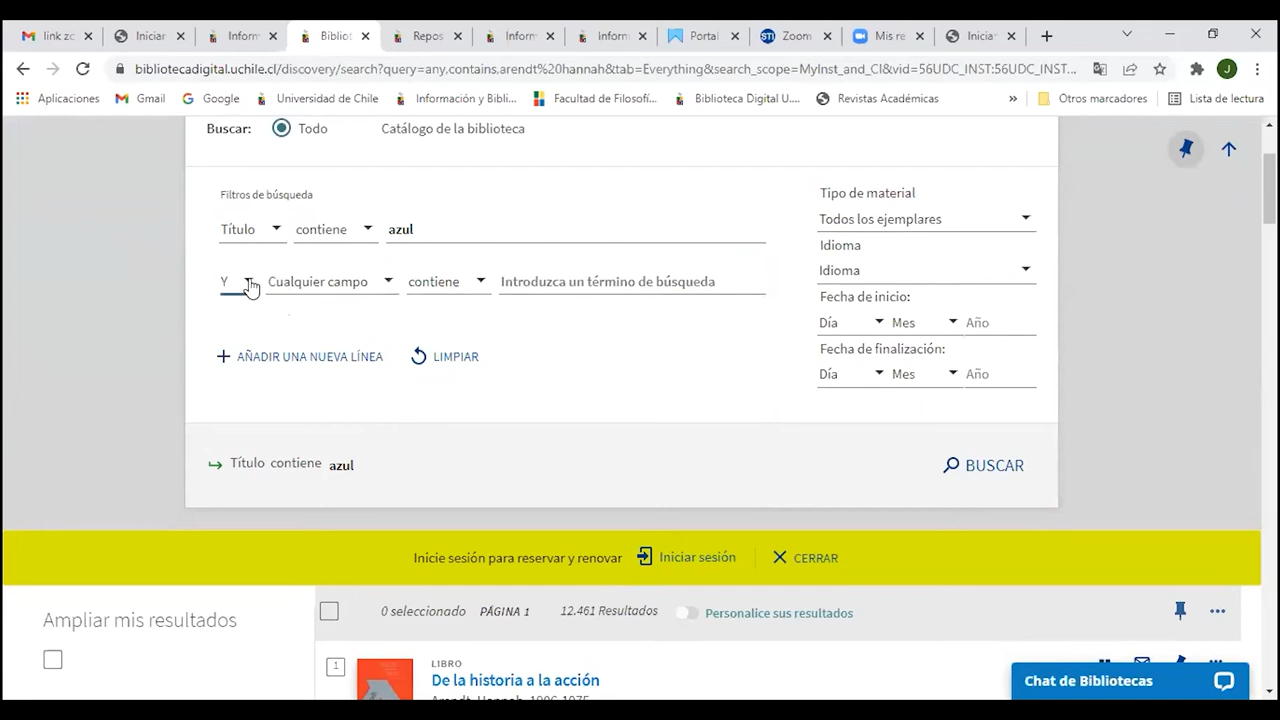 link zc
Iniciar
Inform
Bibliot
Repos
Inform
Inform
Portal
STI
Zoom
Mis re
Inicia
bibliotecadigital.uchile.cl/discovery/search?query=any.contains.arendt%20hannah&tab=Everything&search_scope=MyInst_and_CI&vid=56UDC_INST:56UDC_INST...
J
Aplicaciones
Gmail
Google
Universidad de Chile
Información y Bibli...
Facultad de Filosofí...
Biblioteca Digital U....
Revistas Académicas
»
Otros marcadores
Lista de lectura
Buscar:
Todo
Catálogo de la biblioteca
Filtros de búsqueda
Título contiene azul
Y Cualquier campo contiene Introduzca un término de búsqueda
+ AÑADIR UNA NUEVA LÍNEA
LIMPIAR
Tipo de material
Todos los ejemplares
Idioma
Idioma
Fecha de inicio:
Día Mes Año
Fecha de finalización:
Día Mes Año
Título contiene azul
BUSCAR
Inicie sesión para reservar y renovar
Iniciar sesión
CERRAR
Ampliar mis resultados
0 seleccionado PÁGINA 1 12.461 Resultados
Personalice sus resultados
1
LIBRO
De la historia a la acción
Chat de Bibliotecas